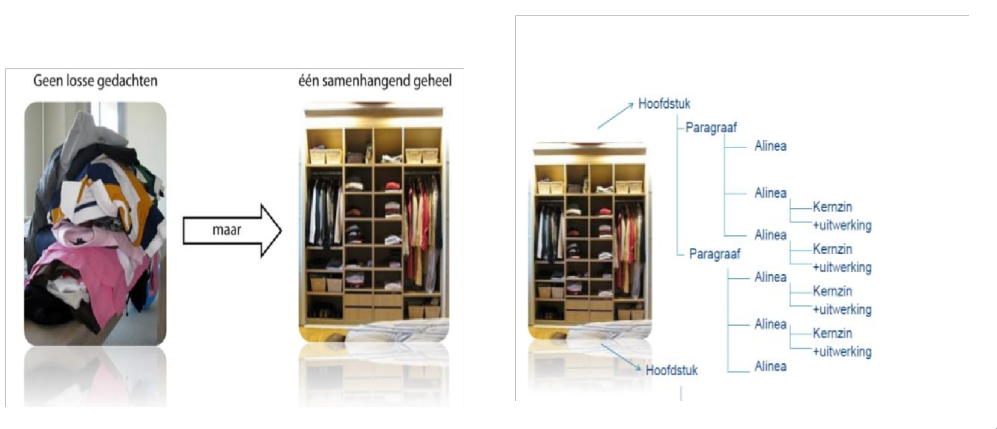 Geen losse gedachten
één samenhangend geheel
maar
Hoofdstuk
Paragraaf
Alinea
Alinea
Kernzin
+uitwerking
Alinea
Kernzin
+uitwerking
Paragraaf
Alinea
Kernzin
+uitwerking
Alinea
Kernzin
+uitwerking
Alinea
Hoofdstuk